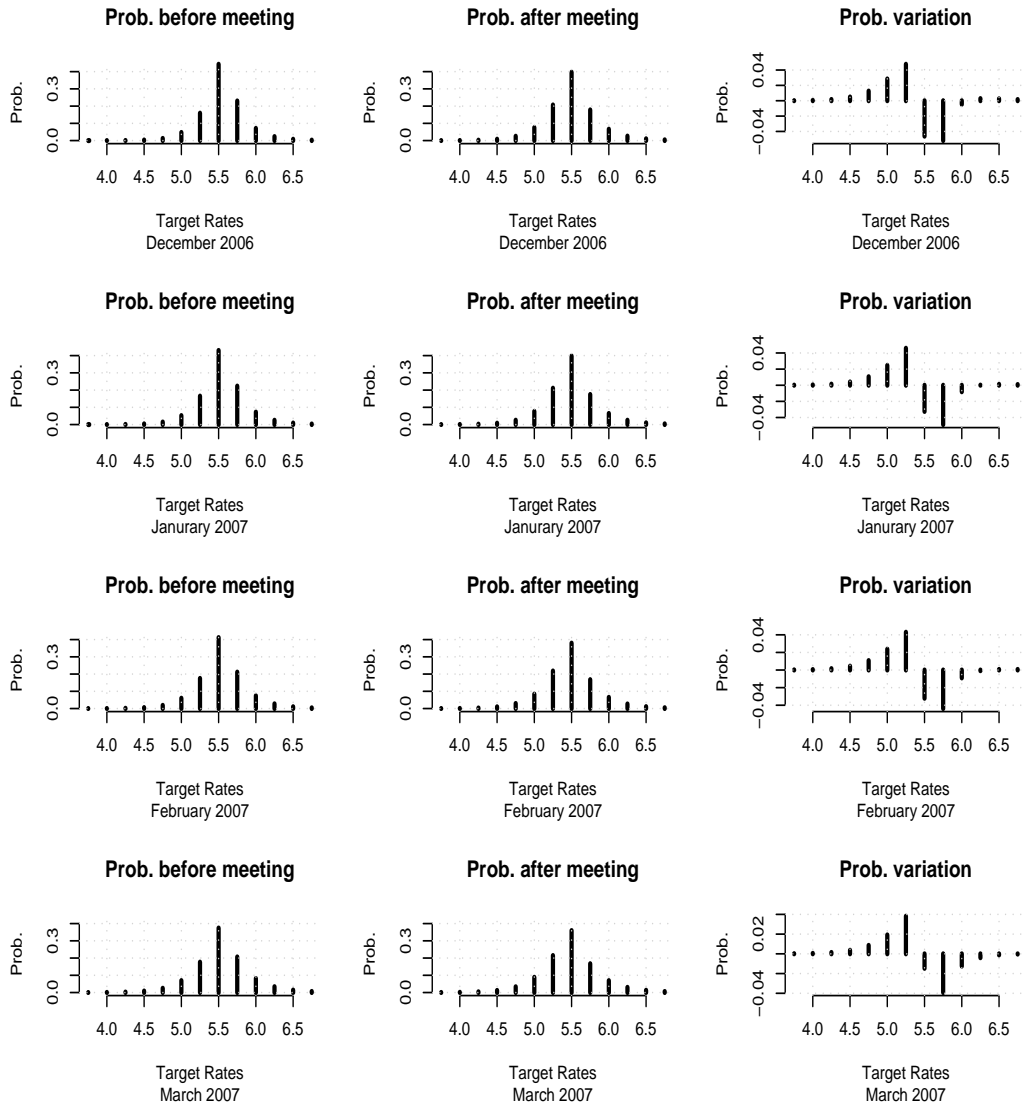 Prob. before meeting
Prob.
0.0 0.3
4.0 4.5 5.0 5.5 6.0 6.5
Target Rates
December 2006
Prob. after meeting
Prob.
0.0 0.3
4.0 4.5 5.0 5.5 6.0 6.5
Target Rates
December 2006
Prob. variation
−0.04 0.04
4.0 4.5 5.0 5.5 6.0 6.5
Target Rates
December 2006
Prob. before meeting
Prob.
0.0 0.3
4.0 4.5 5.0 5.5 6.0 6.5
Target Rates
Janurary 2007
Prob. after meeting
Prob.
0.0 0.3
4.0 4.5 5.0 5.5 6.0 6.5
Target Rates
Janurary 2007
Prob. variation
−0.04 0.04
4.0 4.5 5.0 5.5 6.0 6.5
Target Rates
Janurary 2007
Prob. before meeting
Prob.
0.0 0.3
4.0 4.5 5.0 5.5 6.0 6.5
Target Rates
February 2007
Prob. after meeting
Prob.
0.0 0.3
4.0 4.5 5.0 5.5 6.0 6.5
Target Rates
February 2007
Prob. variation
−0.04 0.04
4.0 4.5 5.0 5.5 6.0 6.5
Target Rates
February 2007
Prob. before meeting
Prob.
0.0 0.3
4.0 4.5 5.0 5.5 6.0 6.5
Target Rates
March 2007
Prob. after meeting
Prob.
0.0 0.3
4.0 4.5 5.0 5.5 6.0 6.5
Target Rates
March 2007
Prob. variation
−0.04 0.02
4.0 4.5 5.0 5.5 6.0 6.5
Target Rates
March 2007